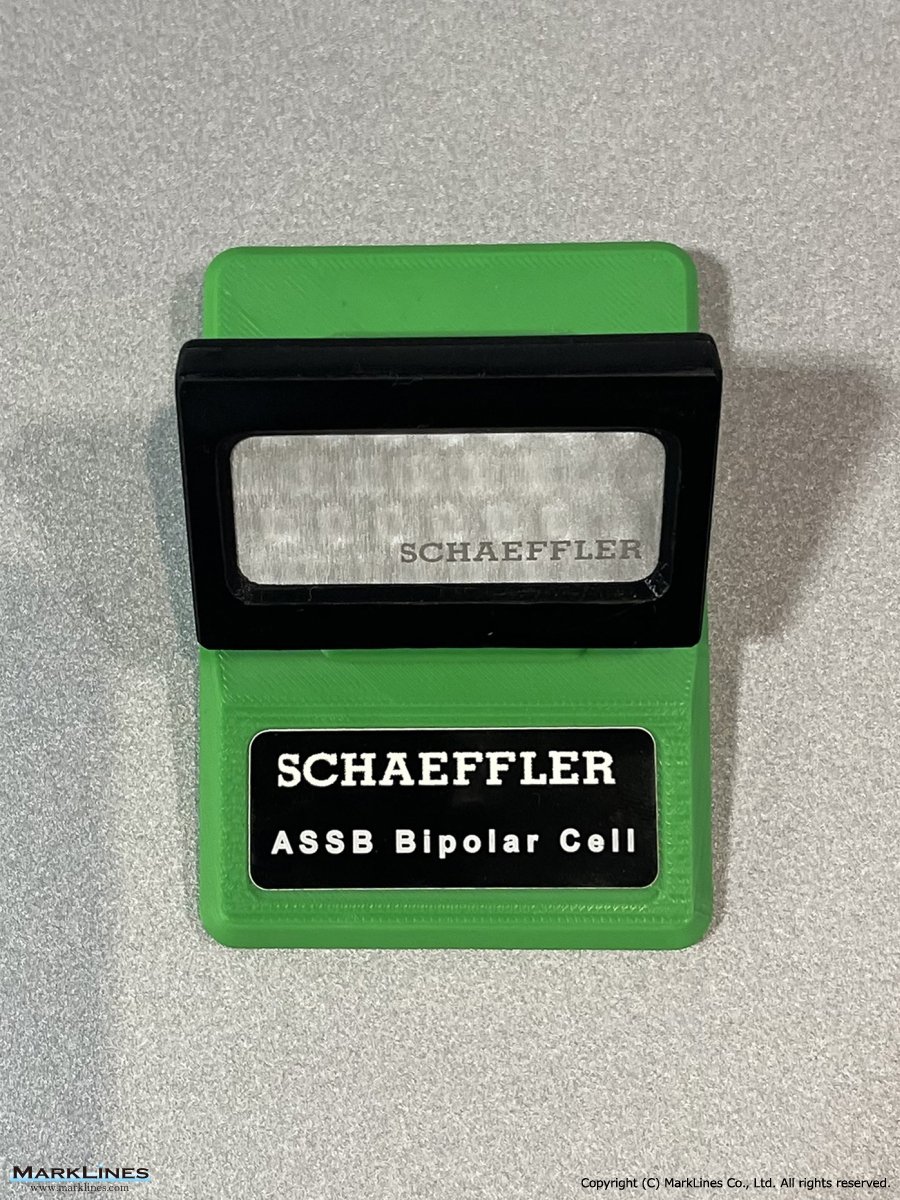 SCHAEFFLER
SCHAEFFLER
ASSB Bipolar Cell
MARKLINES
www.marklines.com
Copyright (C) MarkLines Co., Ltd. All rights reserved.